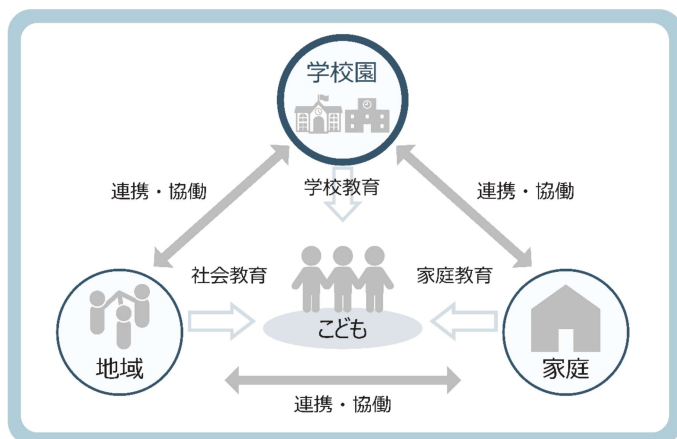 学校園
学校教育
連携・協働
連携・協働
社会教育
家庭教育
こども
地域
家庭
連携・協働